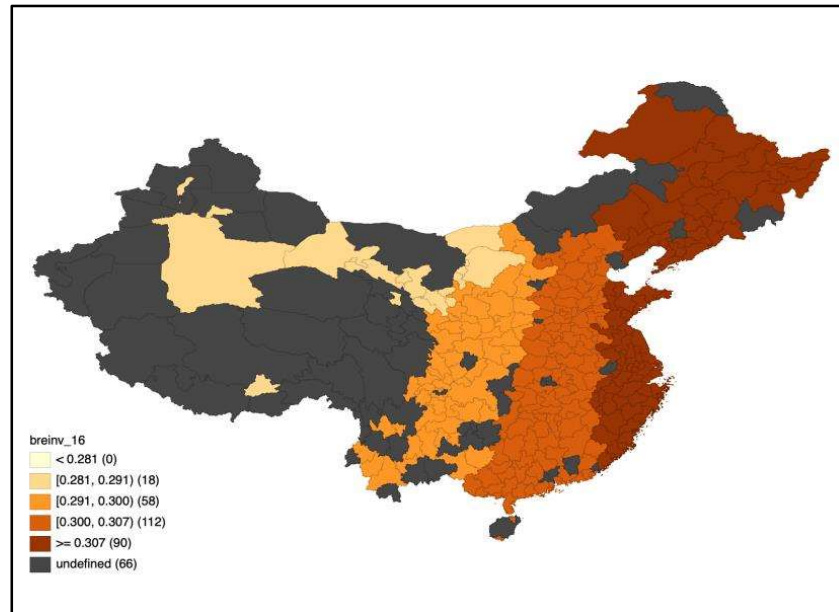 breinv_16
< 0.281 (0)
[0.281, 0.291) (18)
[0.291, 0.300) (58)
[0.300, 0.307) (112)
>= 0.307 (90)
undefined (66)